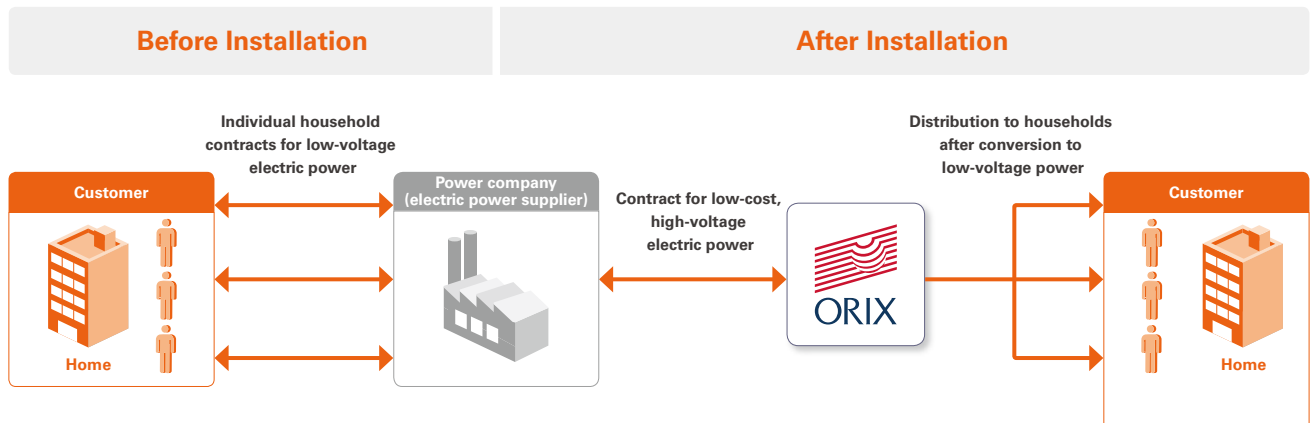 Before Installation
After Installation
Individual household
contracts for low-voltage
electric power
Distribution to households
after conversion to
low-voltage power
Customer
Home
Power company
(electric power supplier)
Contract for low-cost,
high-voltage
electric power
ORIX
Customer
Home